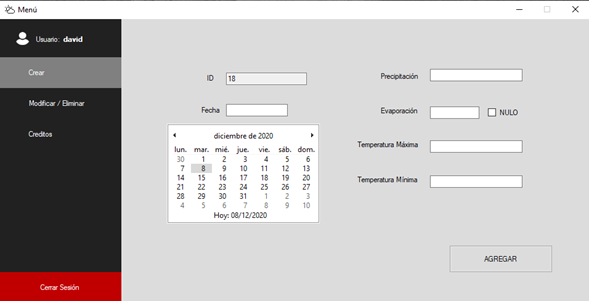 Menú
Usuario: david
Crear
Modificar / Eliminar
Creditos
Cerrar Sesión
ID 18
Fecha
diciembre de 2020
lun. mar. mié. jue. vie. sáb. dom.
30 1 2 3 4 5 6
7 8 9 10 11 12 13
14 15 16 17 18 19 20
21 22 23 24 25 26 27
28 29 30 31 1 2 3
4 5 6 7 8 9 10
Hoy: 08/12/2020
Precipitación
Evaporación NULO
Temperatura Máxima
Temperatura Mínima
AGREGAR